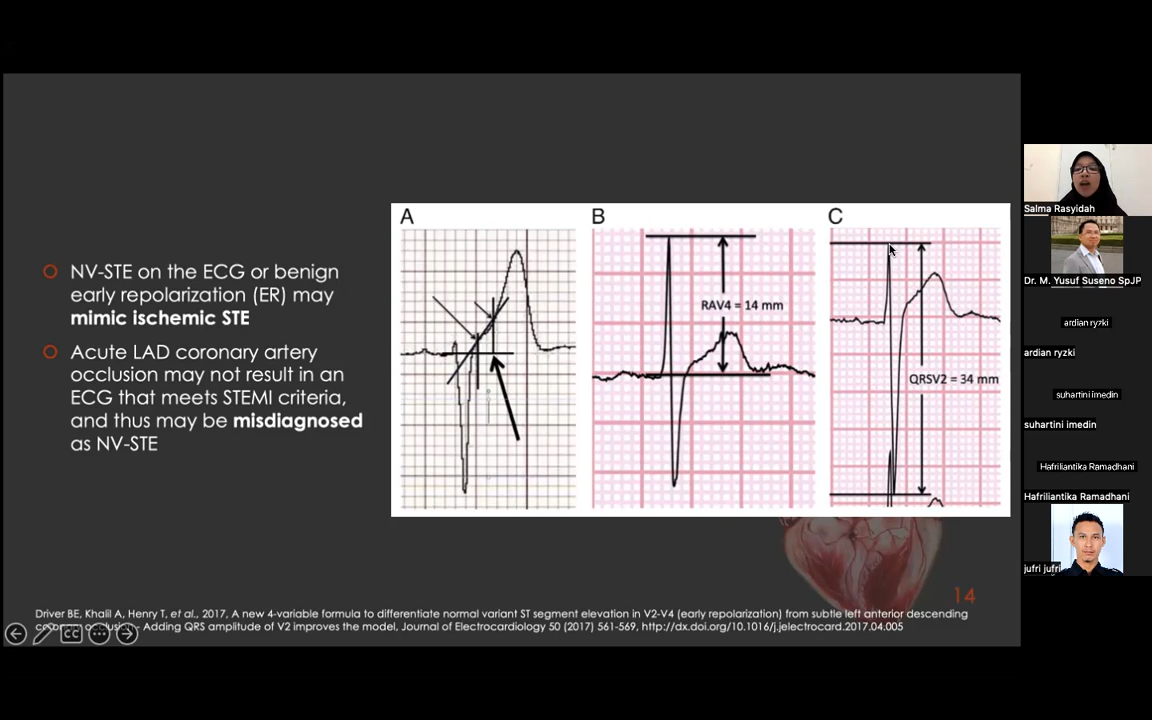 NV-STE on the ECG or benign
early repolarization (ER) may
mimic ischemic STE
Acute LAD coronary artery
occlusion may not result in an
ECG that meets STEMI criteria,
and thus may be misdiagnosed
as NV-STE
A
B
C
RAV4 = 14 mm
QRSV2 = 34 mm
14
Driver BE, Khalil A, Henry T, et al., 2017, A new 4-variable formula to differentiate normal variant ST segment elevation in V2-V4 (early repolarization) from subtle left anterior descending
occlusion - Adding QRS amplitude of V2 improves the model, Journal of Electrocardiology 50 (2017) 561-569, http://dx.doi.org/10.1016/j.jelectrocard.2017.04.005
CC
Salma Rasyidah
Dr. M. Yusuf Suseno SpJP
ardian ryzki
ardian ryzki
suhartini imedin
suhartini imedin
Hafriliantika Ramadhani
Hafriliantika Ramadhani
jufri jufri